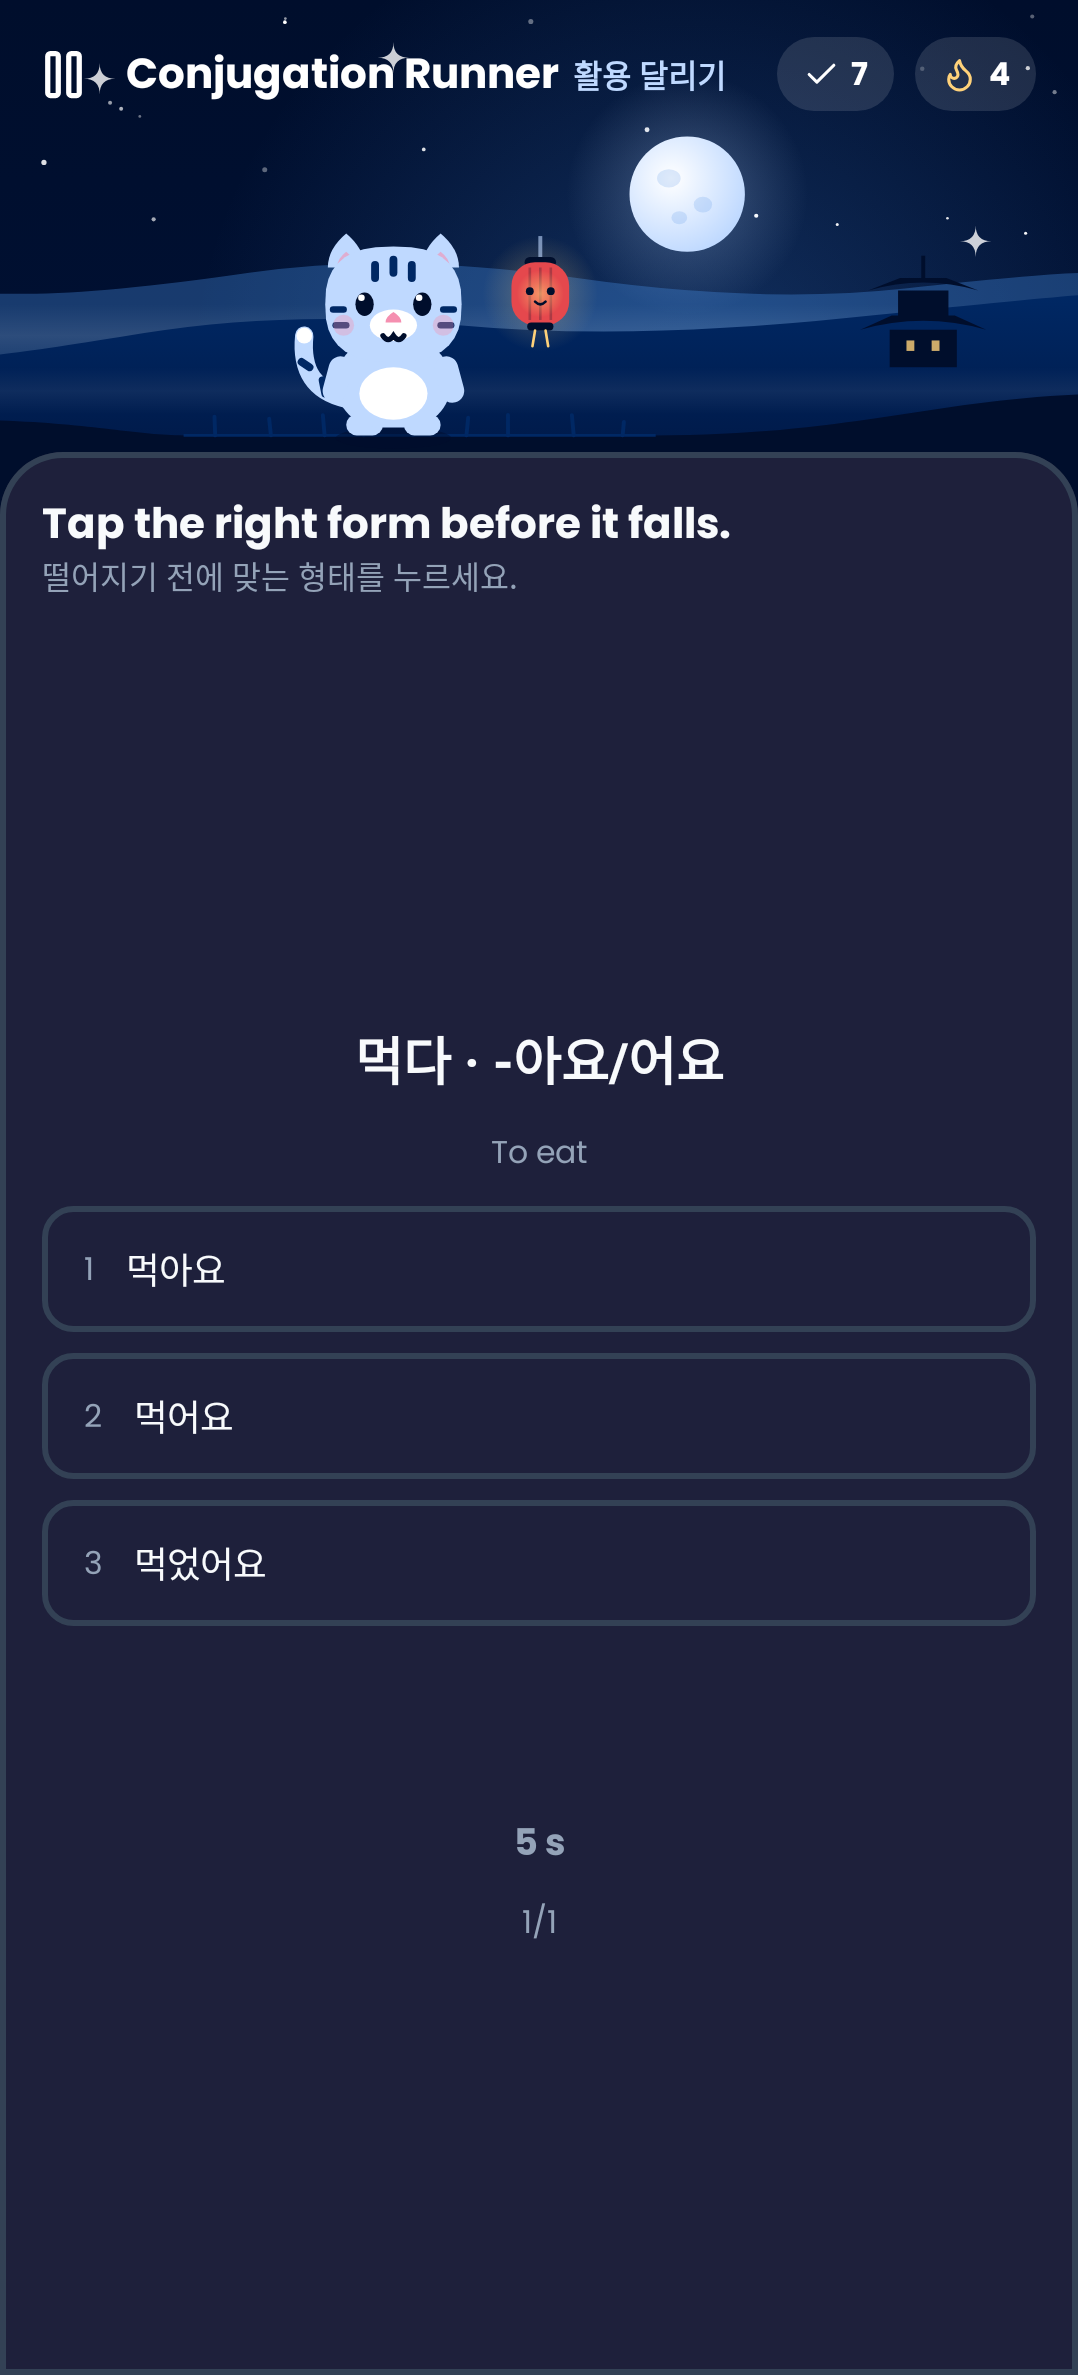 Conjugation Runner 활용 달리기 7 4
Tap the right form before it falls.
떨어지기 전에 맞는 형태를 누르세요.
먹다 · -아요/어요
To eat
1 먹아요
2 먹어요
3 먹었어요
5 s
1/1